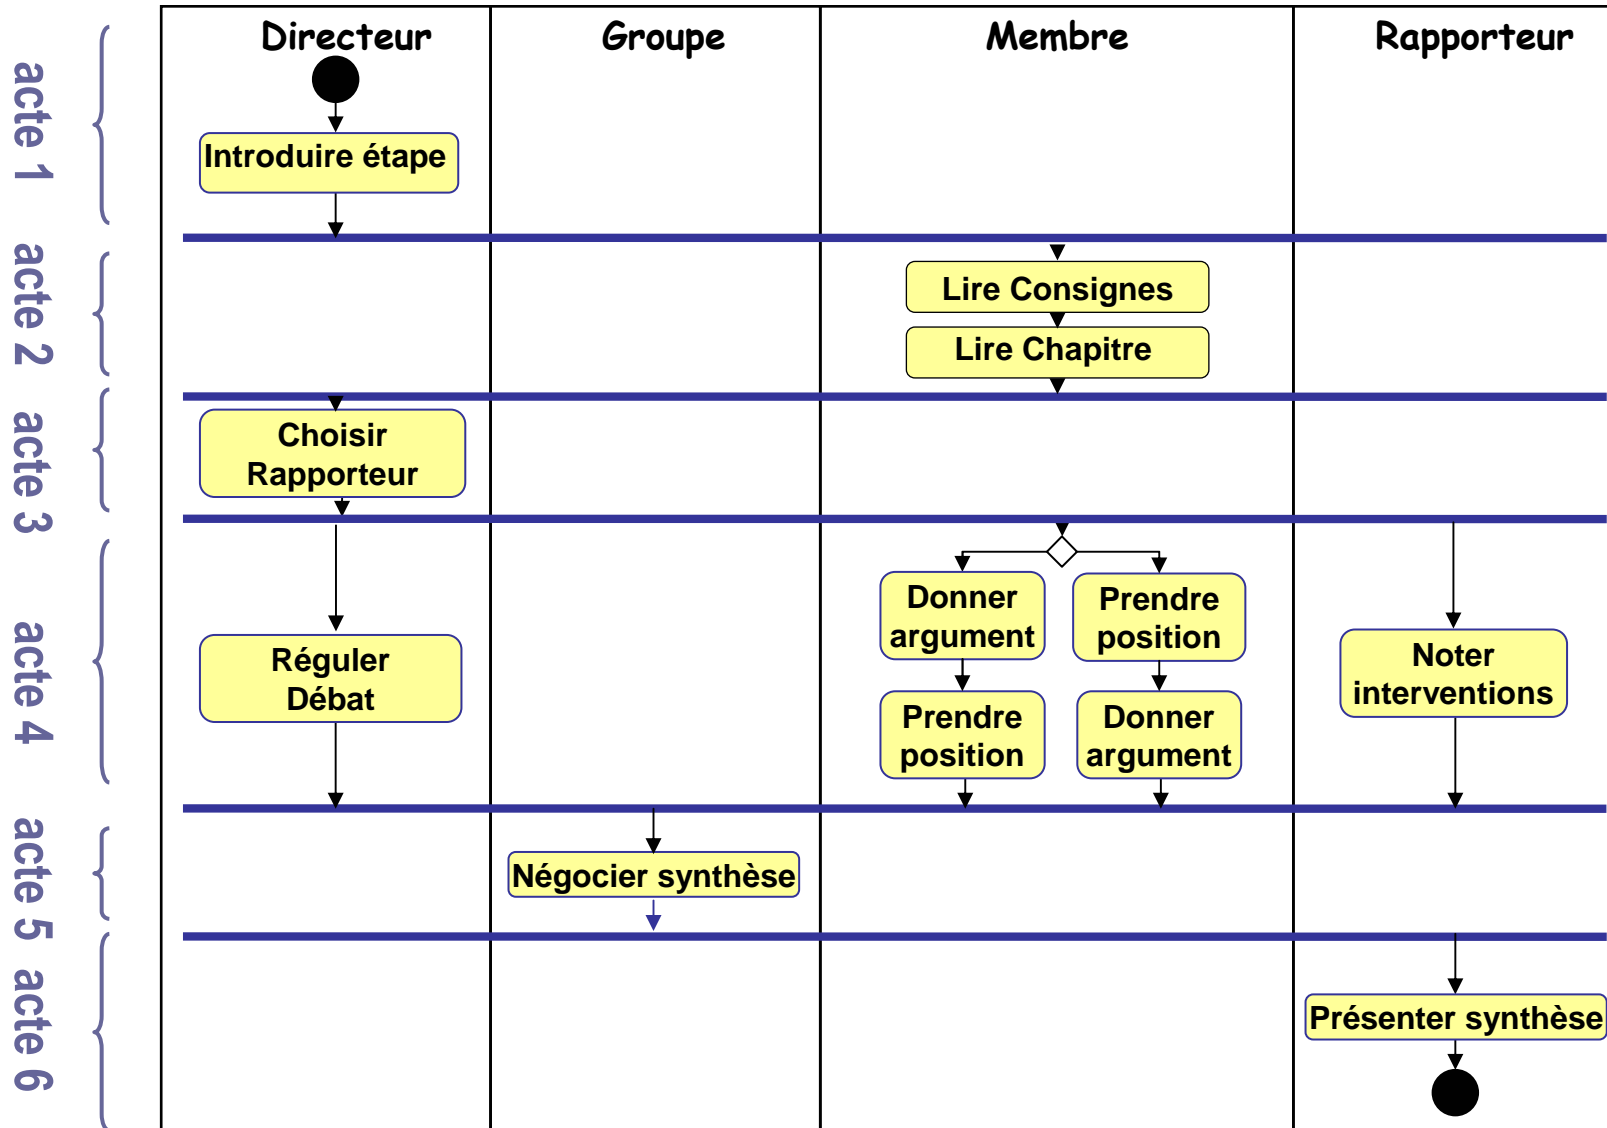 Directeur
Groupe
Membre
Rapporteur
acte 1
Introduire étape
acte 2
Lire Consignes
Lire Chapitre
acte 3
Choisir
Rapporteur
acte 4
Donner
argument
Prendre
position
Réguler
Débat
Noter
interventions
Prendre
position
Donner
argument
acte 5
Négocier synthèse
acte 6
Présenter synthèse